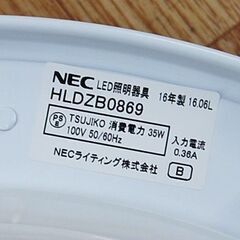 NEC LED照明器具
HLDZB0869 16年製 16.06L
PS E TSUJIKO 消費電力 35W 入力電流
100V 50/60Hz 0.36A
NECライティング株式会社 B